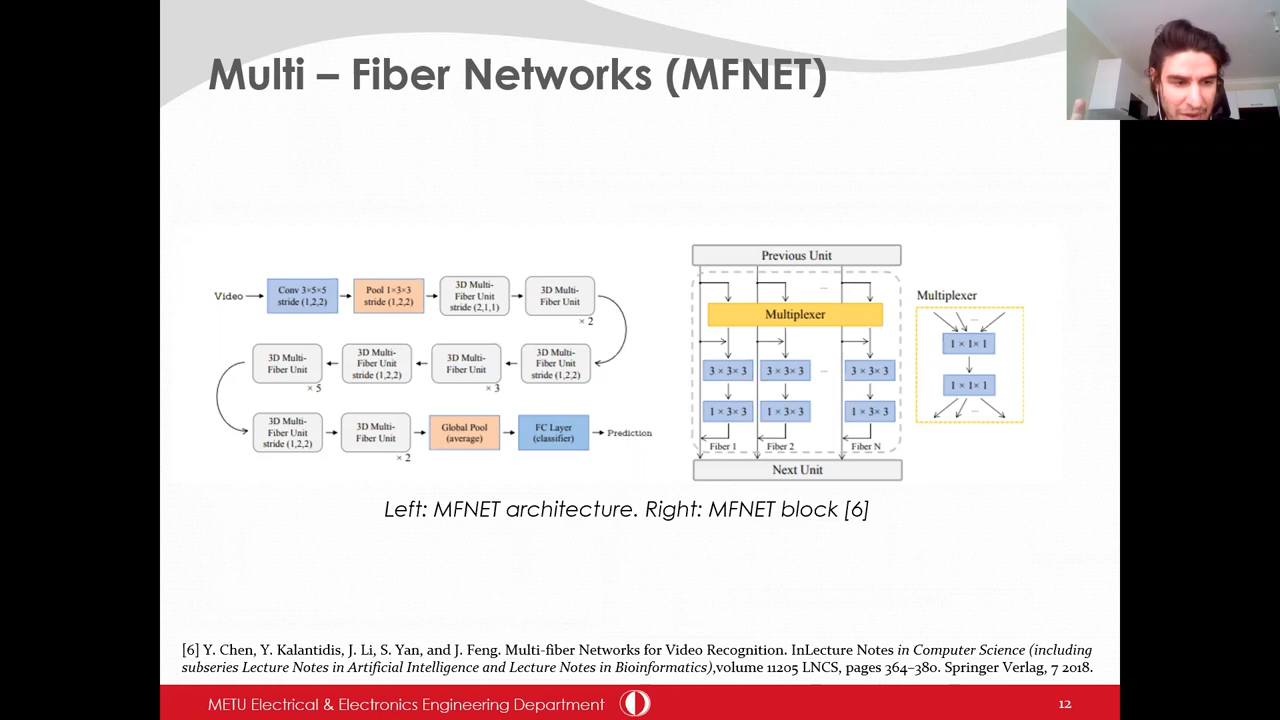 Multi – Fiber Networks (MFNET)
Video
Conv 3×5×5
stride (1,2,2)
Pool 1×3×3
stride (1,2,2)
3D Multi-
Fiber Unit
stride (2,1,1)
3D Multi-
Fiber Unit
× 2
3D Multi-
Fiber Unit
× 5
3D Multi-
Fiber Unit
stride (1,2,2)
3D Multi-
Fiber Unit
× 3
3D Multi-
Fiber Unit
stride (1,2,2)
3D Multi-
Fiber Unit
stride (1,2,2)
3D Multi-
Fiber Unit
× 2
Global Pool
(average)
FC Layer
(classifier)
Prediction
Previous Unit
...
Multiplexer
3 × 3 × 3
3 × 3 × 3
...
3 × 3 × 3
1 × 3× 3
1 × 3× 3
1 × 3× 3
Fiber 1
Fiber 2
Fiber N
Next Unit
Multiplexer
...
1 × 1× 1
1 × 1× 1
...
Left: MFNET architecture. Right: MFNET block [6]
[6] Y. Chen, Y. Kalantidis, J. Li, S. Yan, and J. Feng. Multi-fiber Networks for Video Recognition. InLecture Notes in Computer Science (including
subseries Lecture Notes in Artificial Intelligence and Lecture Notes in Bioinformatics),volume 11205 LNCS, pages 364–380. Springer Verlag, 7 2018.
METU Electrical & Electronics Engineering Department
12